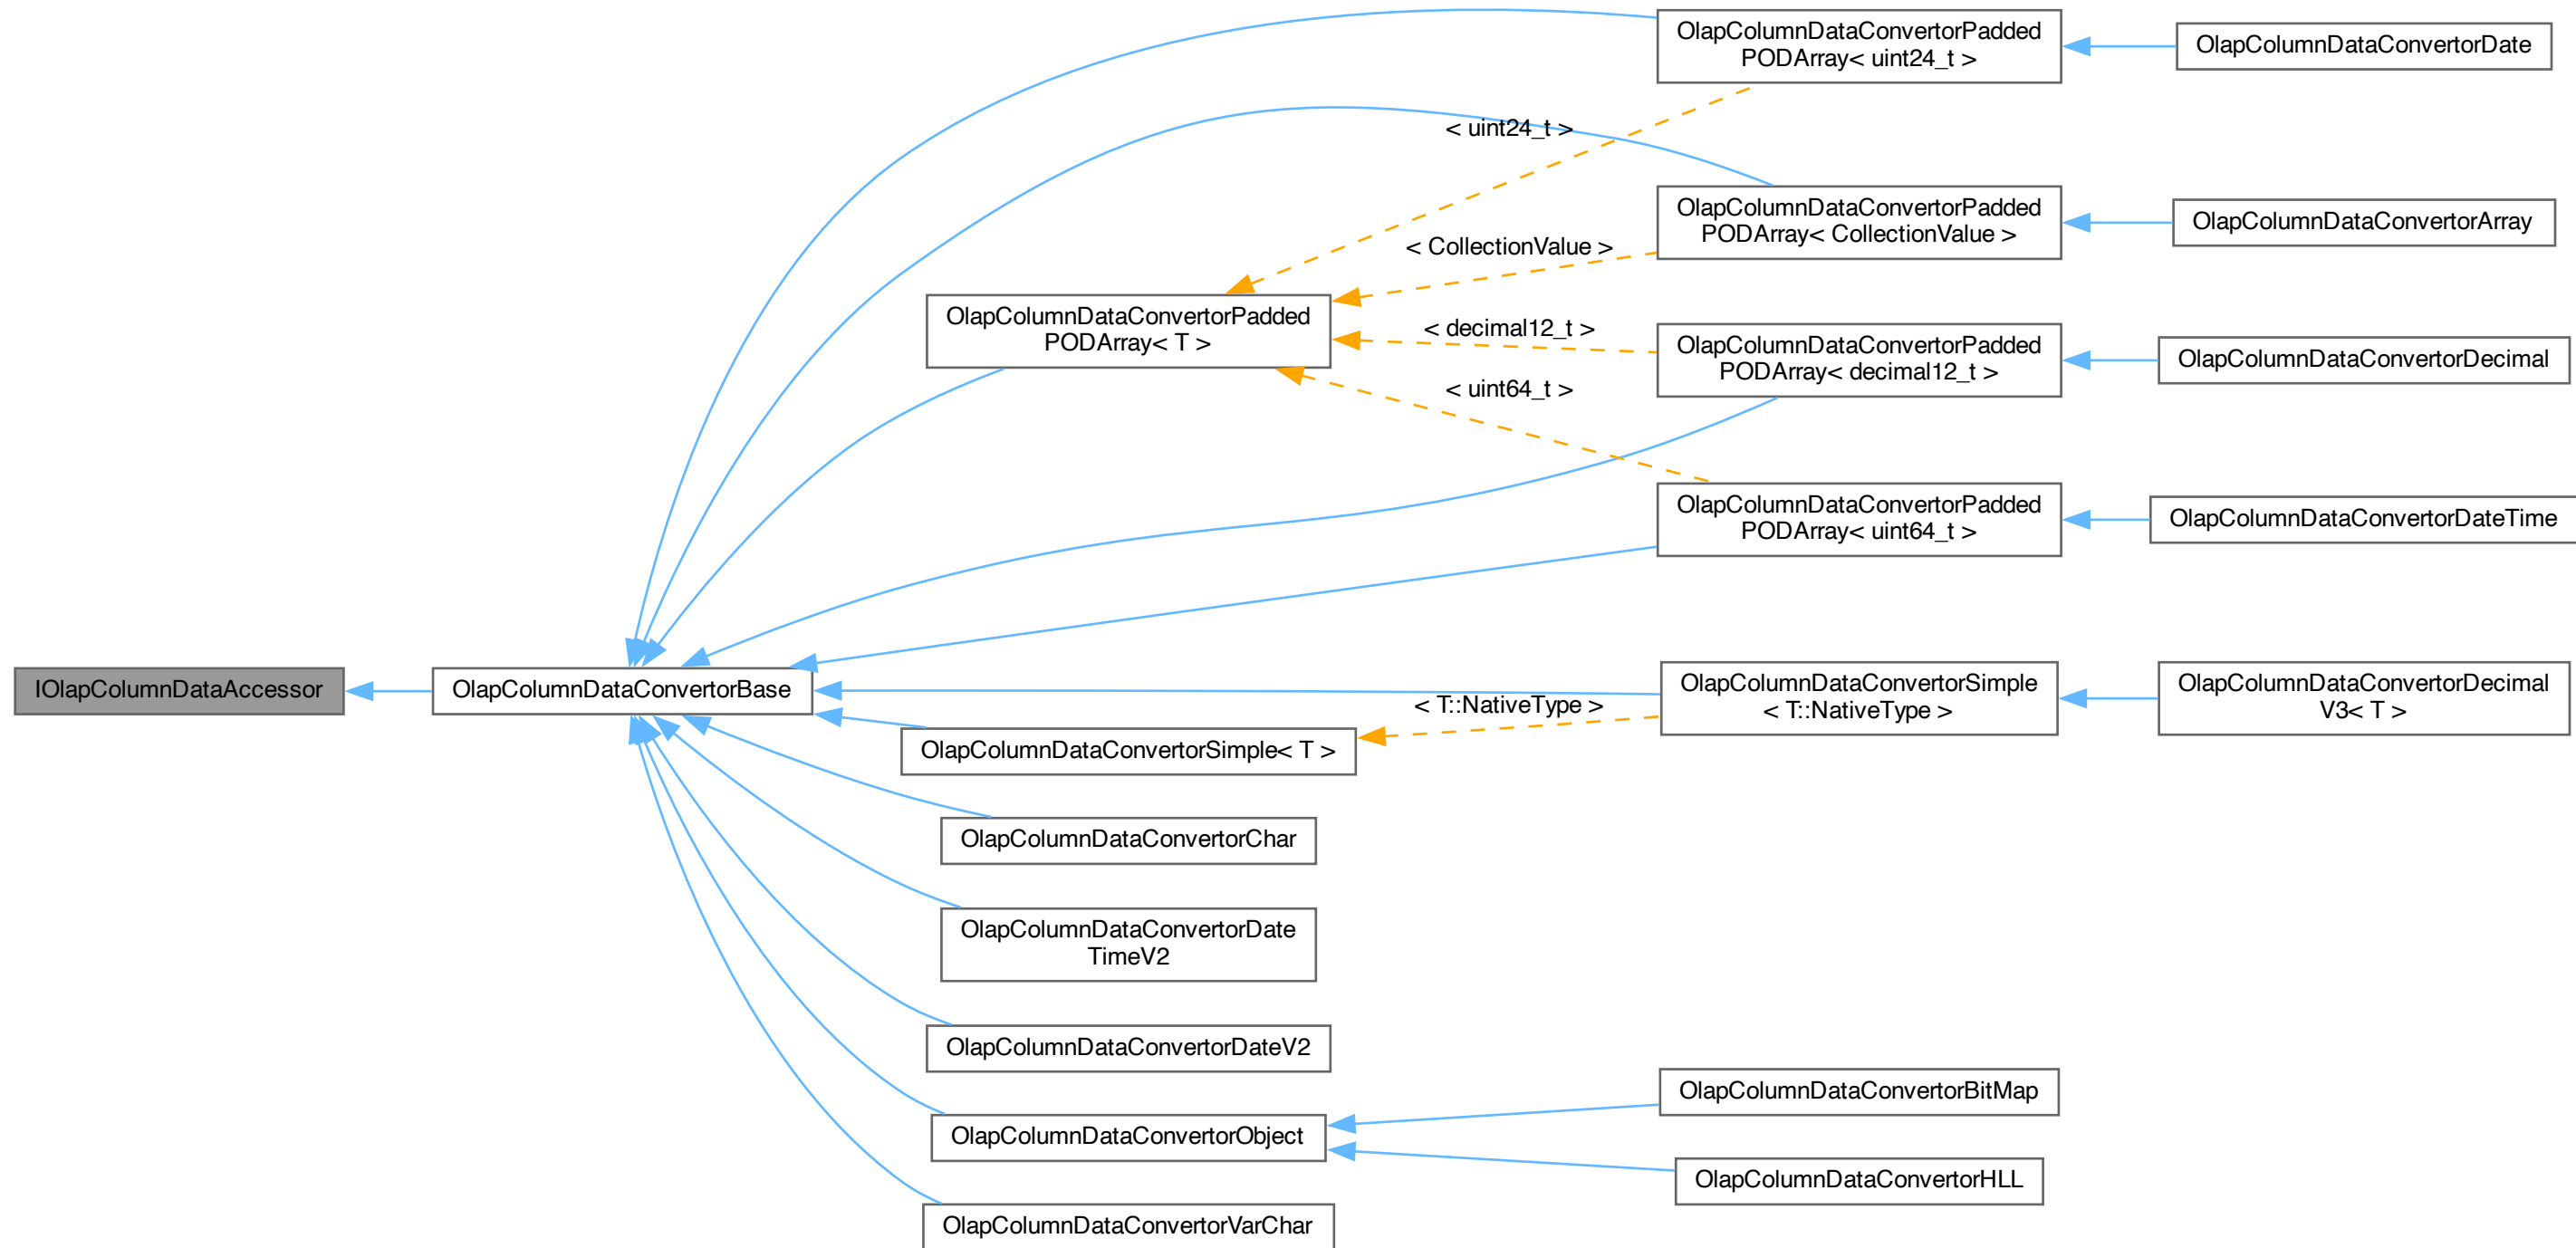 OlapColumnDataConvertorPadded
PODArray< uint24_t >
OlapColumnDataConvertorDate
< uint24_t >
OlapColumnDataConvertorPadded
PODArray< CollectionValue >
OlapColumnDataConvertorArray
< CollectionValue >
OlapColumnDataConvertorPadded
PODArray< T >
< decimal12_t >
OlapColumnDataConvertorPadded
PODArray< decimal12_t >
OlapColumnDataConvertorDecimal
< uint64_t >
OlapColumnDataConvertorPadded
PODArray< uint64_t >
OlapColumnDataConvertorDateTime
IOlapColumnDataAccessor
OlapColumnDataConvertorBase
OlapColumnDataConvertorSimple
< T::NativeType >
OlapColumnDataConvertorDecimal
V3< T >
< T::NativeType >
OlapColumnDataConvertorSimple< T >
OlapColumnDataConvertorChar
OlapColumnDataConvertorDate
TimeV2
OlapColumnDataConvertorDateV2
OlapColumnDataConvertorBitMap
OlapColumnDataConvertorObject
OlapColumnDataConvertorHLL
OlapColumnDataConvertorVarChar